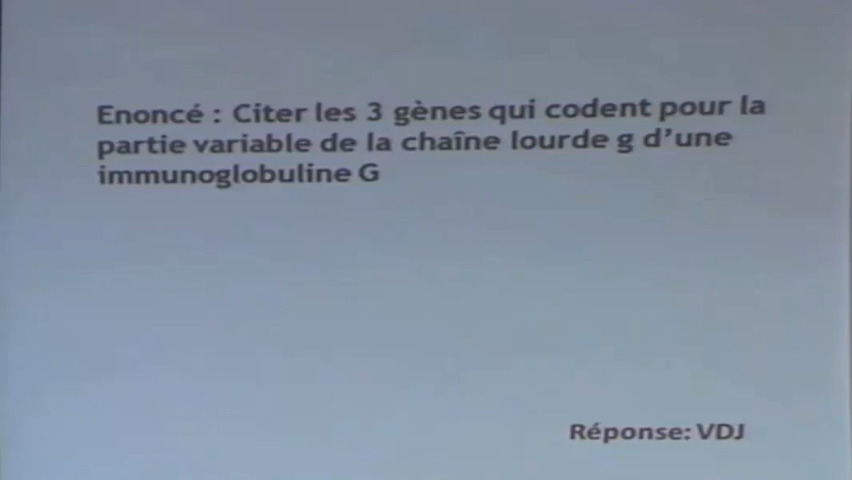 Enoncé : Citer les 3 gènes qui codent pour la
partie variable de la chaîne lourde g d'une
immunoglobuline G
Réponse: VDJ